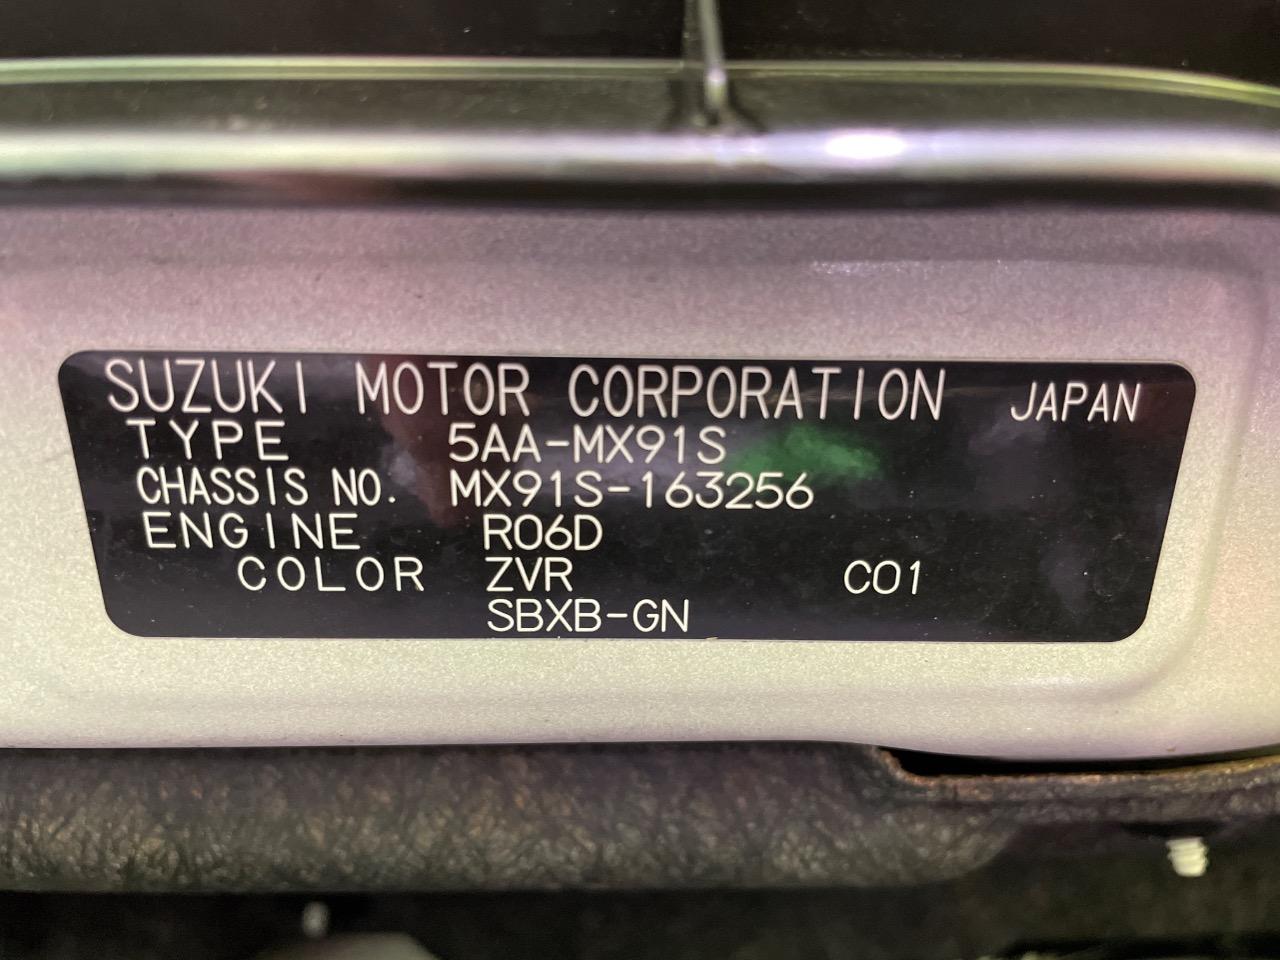 SUZUKI MOTOR CORPORATION JAPAN
TYPE 5AA-MX91S
CHASSIS NO. MX91S-163256
ENGINE R06D
COLOR ZVR C01
SBXB-GN